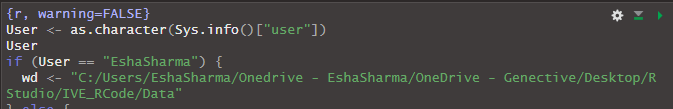 {r, warning=FALSE}
User <- as.character(Sys.info()["user"])
User
if (User == "EshaSharma") {
  wd <- "C:/Users/EshaSharma/Onedrive - EshaSharma/OneDrive - Genective/Desktop/R
Studio/IVE_RCode/Data"
} else {